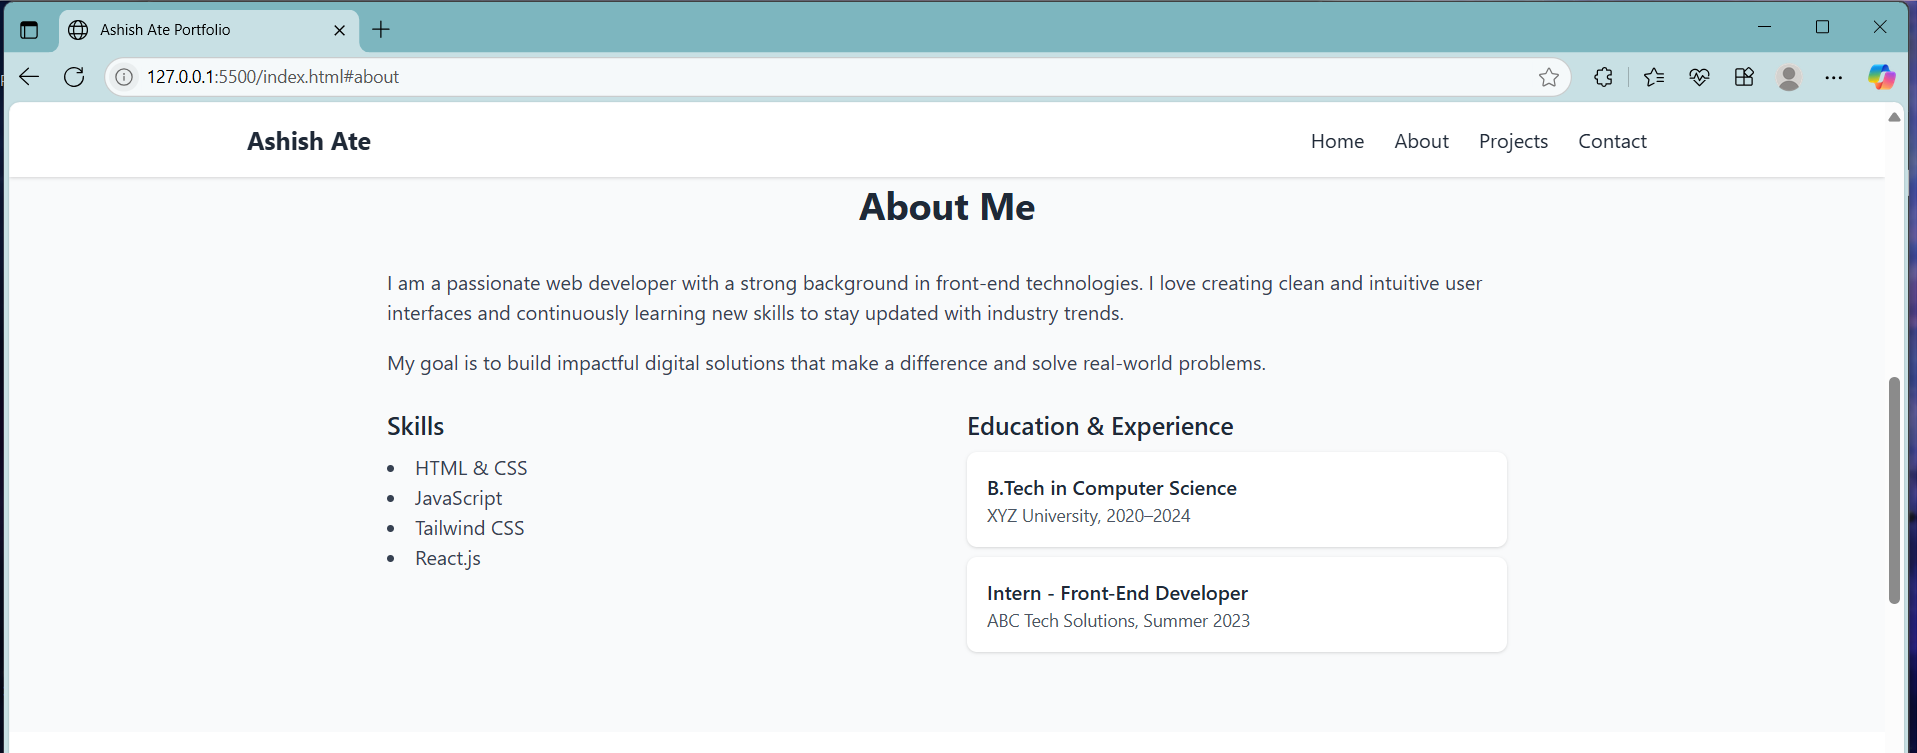 Ashish Ate Portfolio
127.0.0.1:5500/index.html#about
Ashish Ate
Home About Projects Contact
About Me
I am a passionate web developer with a strong background in front-end technologies. I love creating clean and intuitive user
interfaces and continuously learning new skills to stay updated with industry trends.
My goal is to build impactful digital solutions that make a difference and solve real-world problems.
Skills
• HTML & CSS
• JavaScript
• Tailwind CSS
• React.js
Education & Experience
B.Tech in Computer Science
XYZ University, 2020–2024
Intern - Front-End Developer
ABC Tech Solutions, Summer 2023